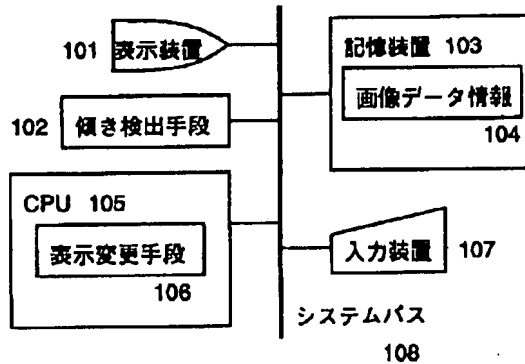 101 表示装置
102 傾き検出手段
CPU 105
表示変更手段
106
記憶装置 103
画像データ情報
104
入力装置 107
システムバス
108